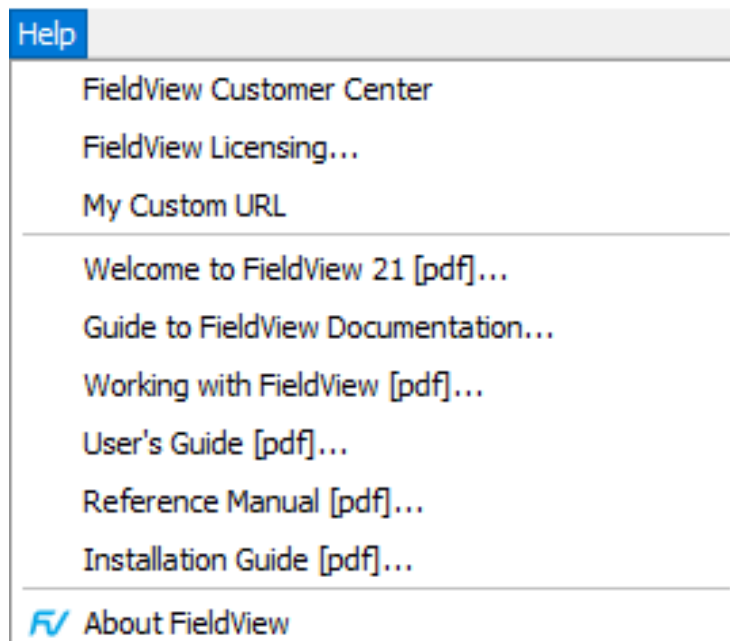 Help
FieldView Customer Center
FieldView Licensing...
My Custom URL
Welcome to FieldView 21 [pdf]...
Guide to FieldView Documentation...
Working with FieldView [pdf]...
User's Guide [pdf]...
Reference Manual [pdf]...
Installation Guide [pdf]...
FV About FieldView